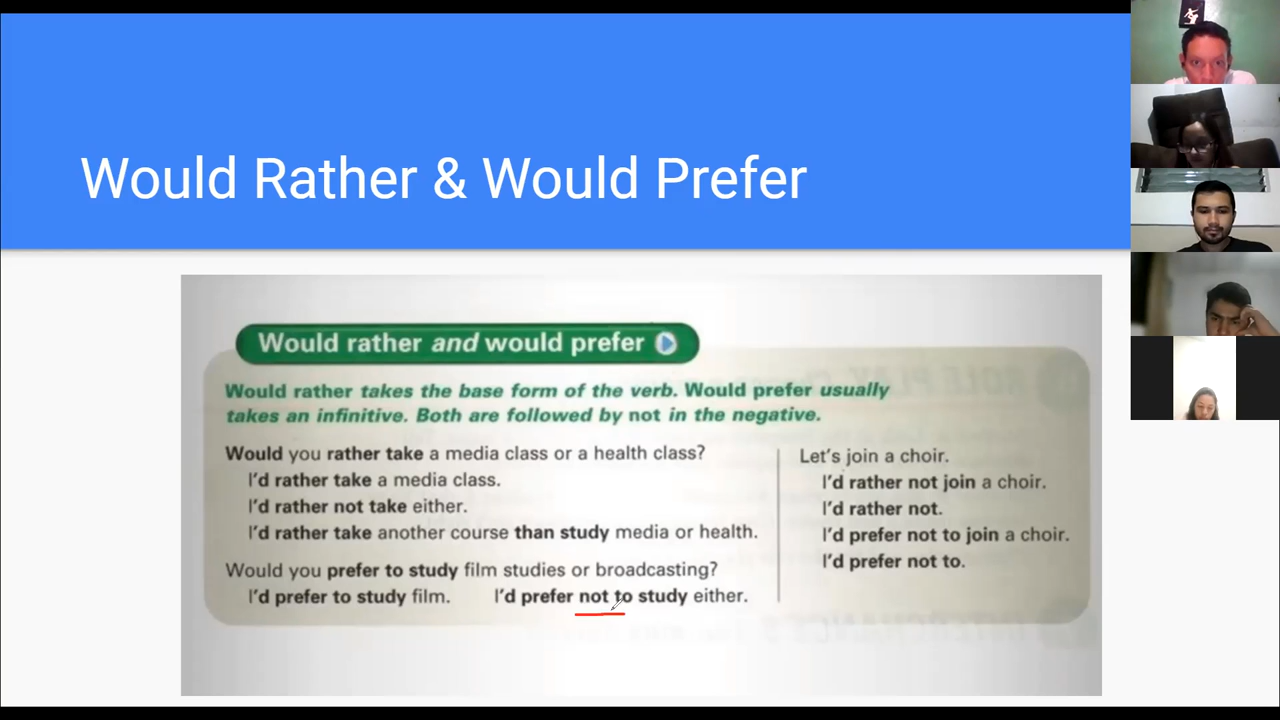 Would Rather & Would Prefer
Would rather and would prefer
Would rather takes the base form of the verb. Would prefer usually
takes an infinitive. Both are followed by not in the negative.
Would you rather take a media class or a health class?
I'd rather take a media class.
I'd rather not take either.
I'd rather take another course than study media or health.
Would you prefer to study film studies or broadcasting?
I'd prefer to study film. I'd prefer not to study either.
Let's join a choir.
I'd rather not join a choir.
I'd rather not.
I'd prefer not to join a choir.
I'd prefer not to.